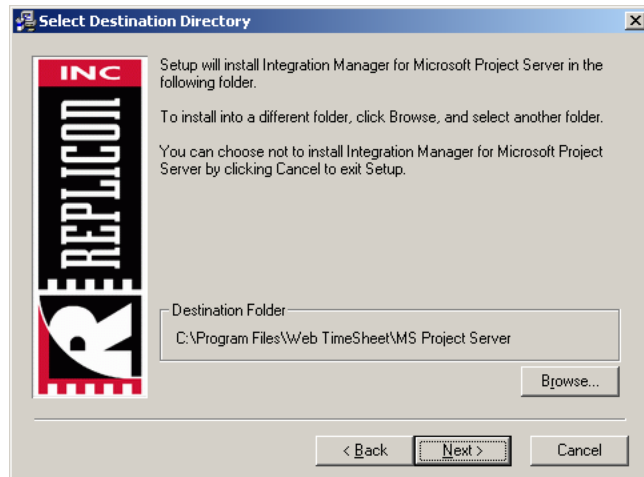 Select Destination Directory
INC
REPLICON
R
Setup will install Integration Manager for Microsoft Project Server in the
following folder.
To install into a different folder, click Browse, and select another folder.
You can choose not to install Integration Manager for Microsoft Project
Server by clicking Cancel to exit Setup.
Destination Folder
C:\Program Files\Web TimeSheet\MS Project Server
Browse...
< Back
Next >
Cancel